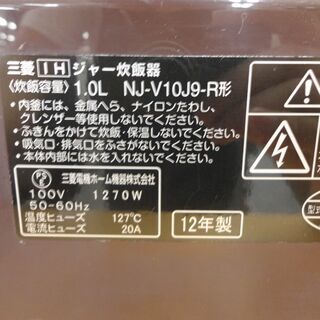 三菱IHジャー炊飯器
〈炊飯容量〉1.0L NJ-V10J9-R形
・内釜には、金属へら、ナイロンたわし、
クレンザー等使用しないでください。
・ふきんをかけて炊飯・保温しないでください。
・吸気口・排気口をふさがないでください。
・本体内部には水を入れないでください。
PSE
三菱電機ホーム機器株式会社
100V 1270W
50-60Hz
温度ヒューズ 127℃
電流ヒューズ 20A
12年製
型式